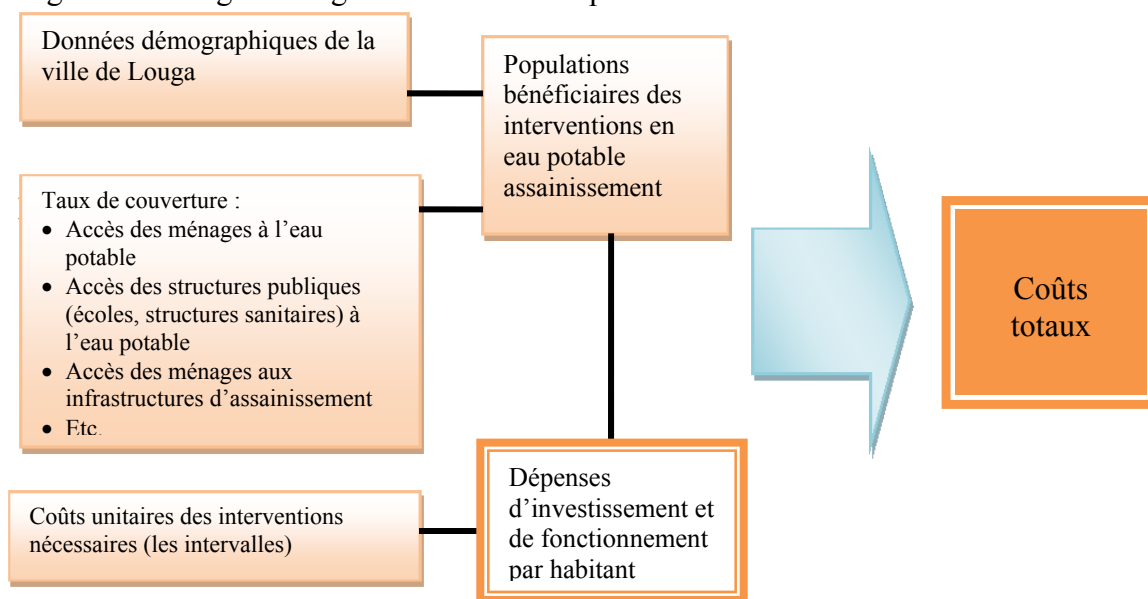 Données démographiques de la
ville de Louga
Populations
bénéficiaires des
interventions en
eau potable
assainissement
Taux de couverture :
• Accès des ménages à l’eau
potable
• Accès des structures publiques
(écoles, structures sanitaires) à
l’eau potable
• Accès des ménages aux
infrastructures d’assainissement
• Etc.
Coûts unitaires des interventions
nécessaires (les intervalles)
Dépenses
d’investissement et
de fonctionnement
par habitant
Coûts
totaux